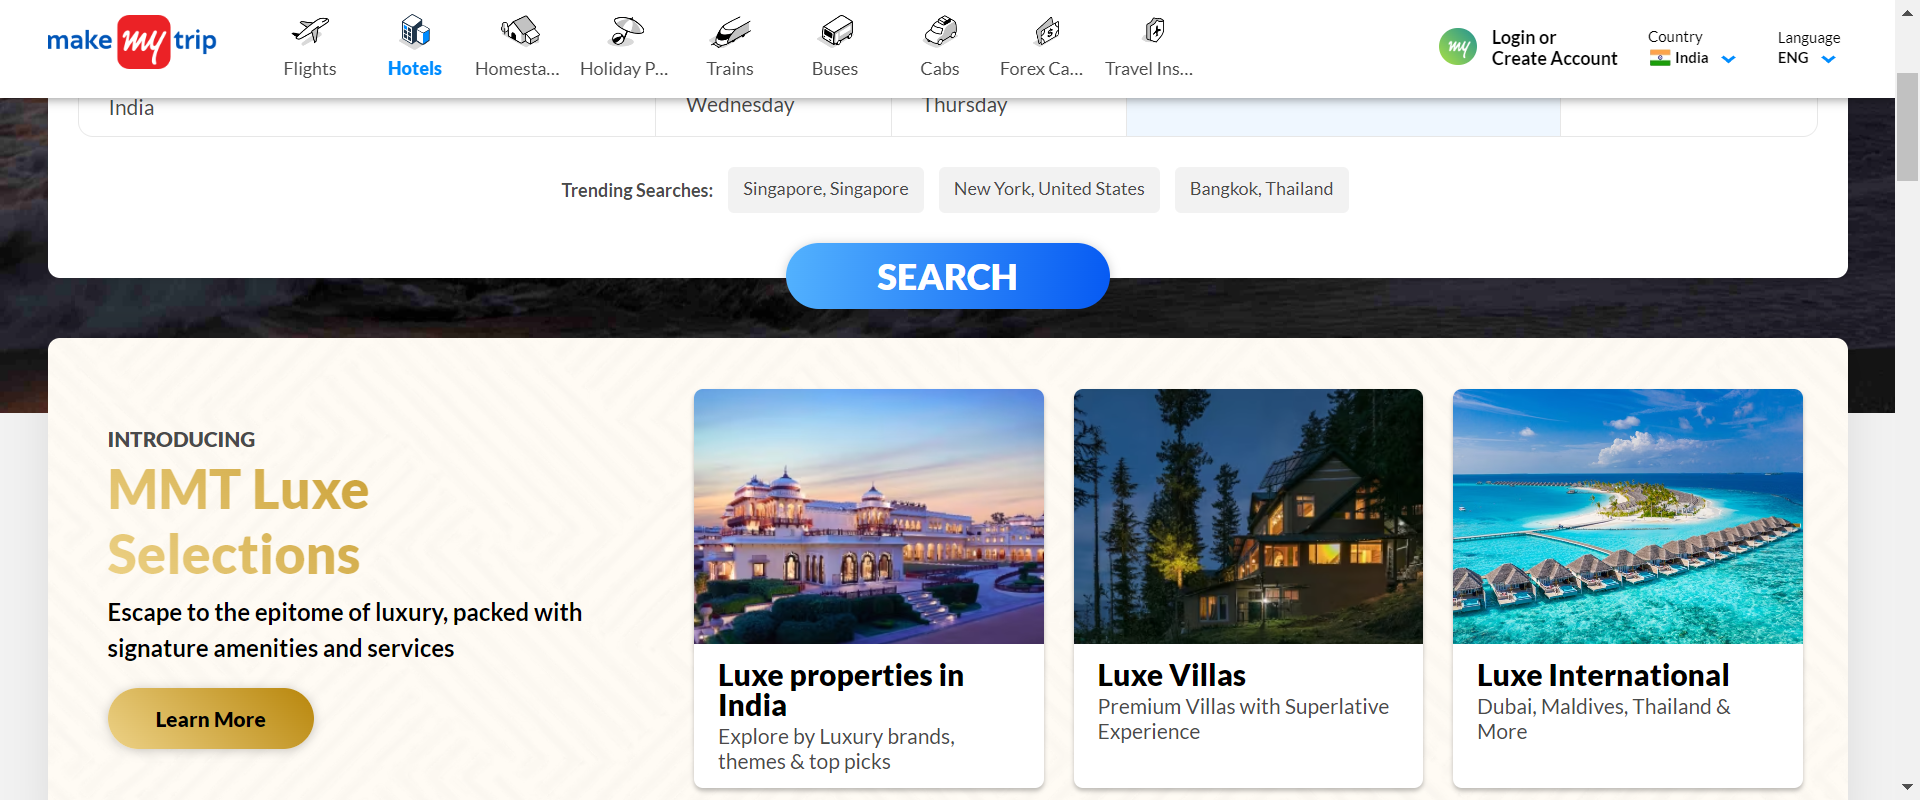 make my trip
Flights
Hotels
Homesta...
Holiday P...
Trains
Buses
Cabs
Forex Ca...
Travel Ins...
my
Login or
Create Account
Country
India
Language
ENG
India
Wednesday
Thursday
Trending Searches:
Singapore, Singapore
New York, United States
Bangkok, Thailand
SEARCH
INTRODUCING
MMT Luxe
Selections
Escape to the epitome of luxury, packed with
signature amenities and services
Learn More
Luxe properties in
India
Explore by Luxury brands,
themes & top picks
Luxe Villas
Premium Villas with Superlative
Experience
Luxe International
Dubai, Maldives, Thailand &
More